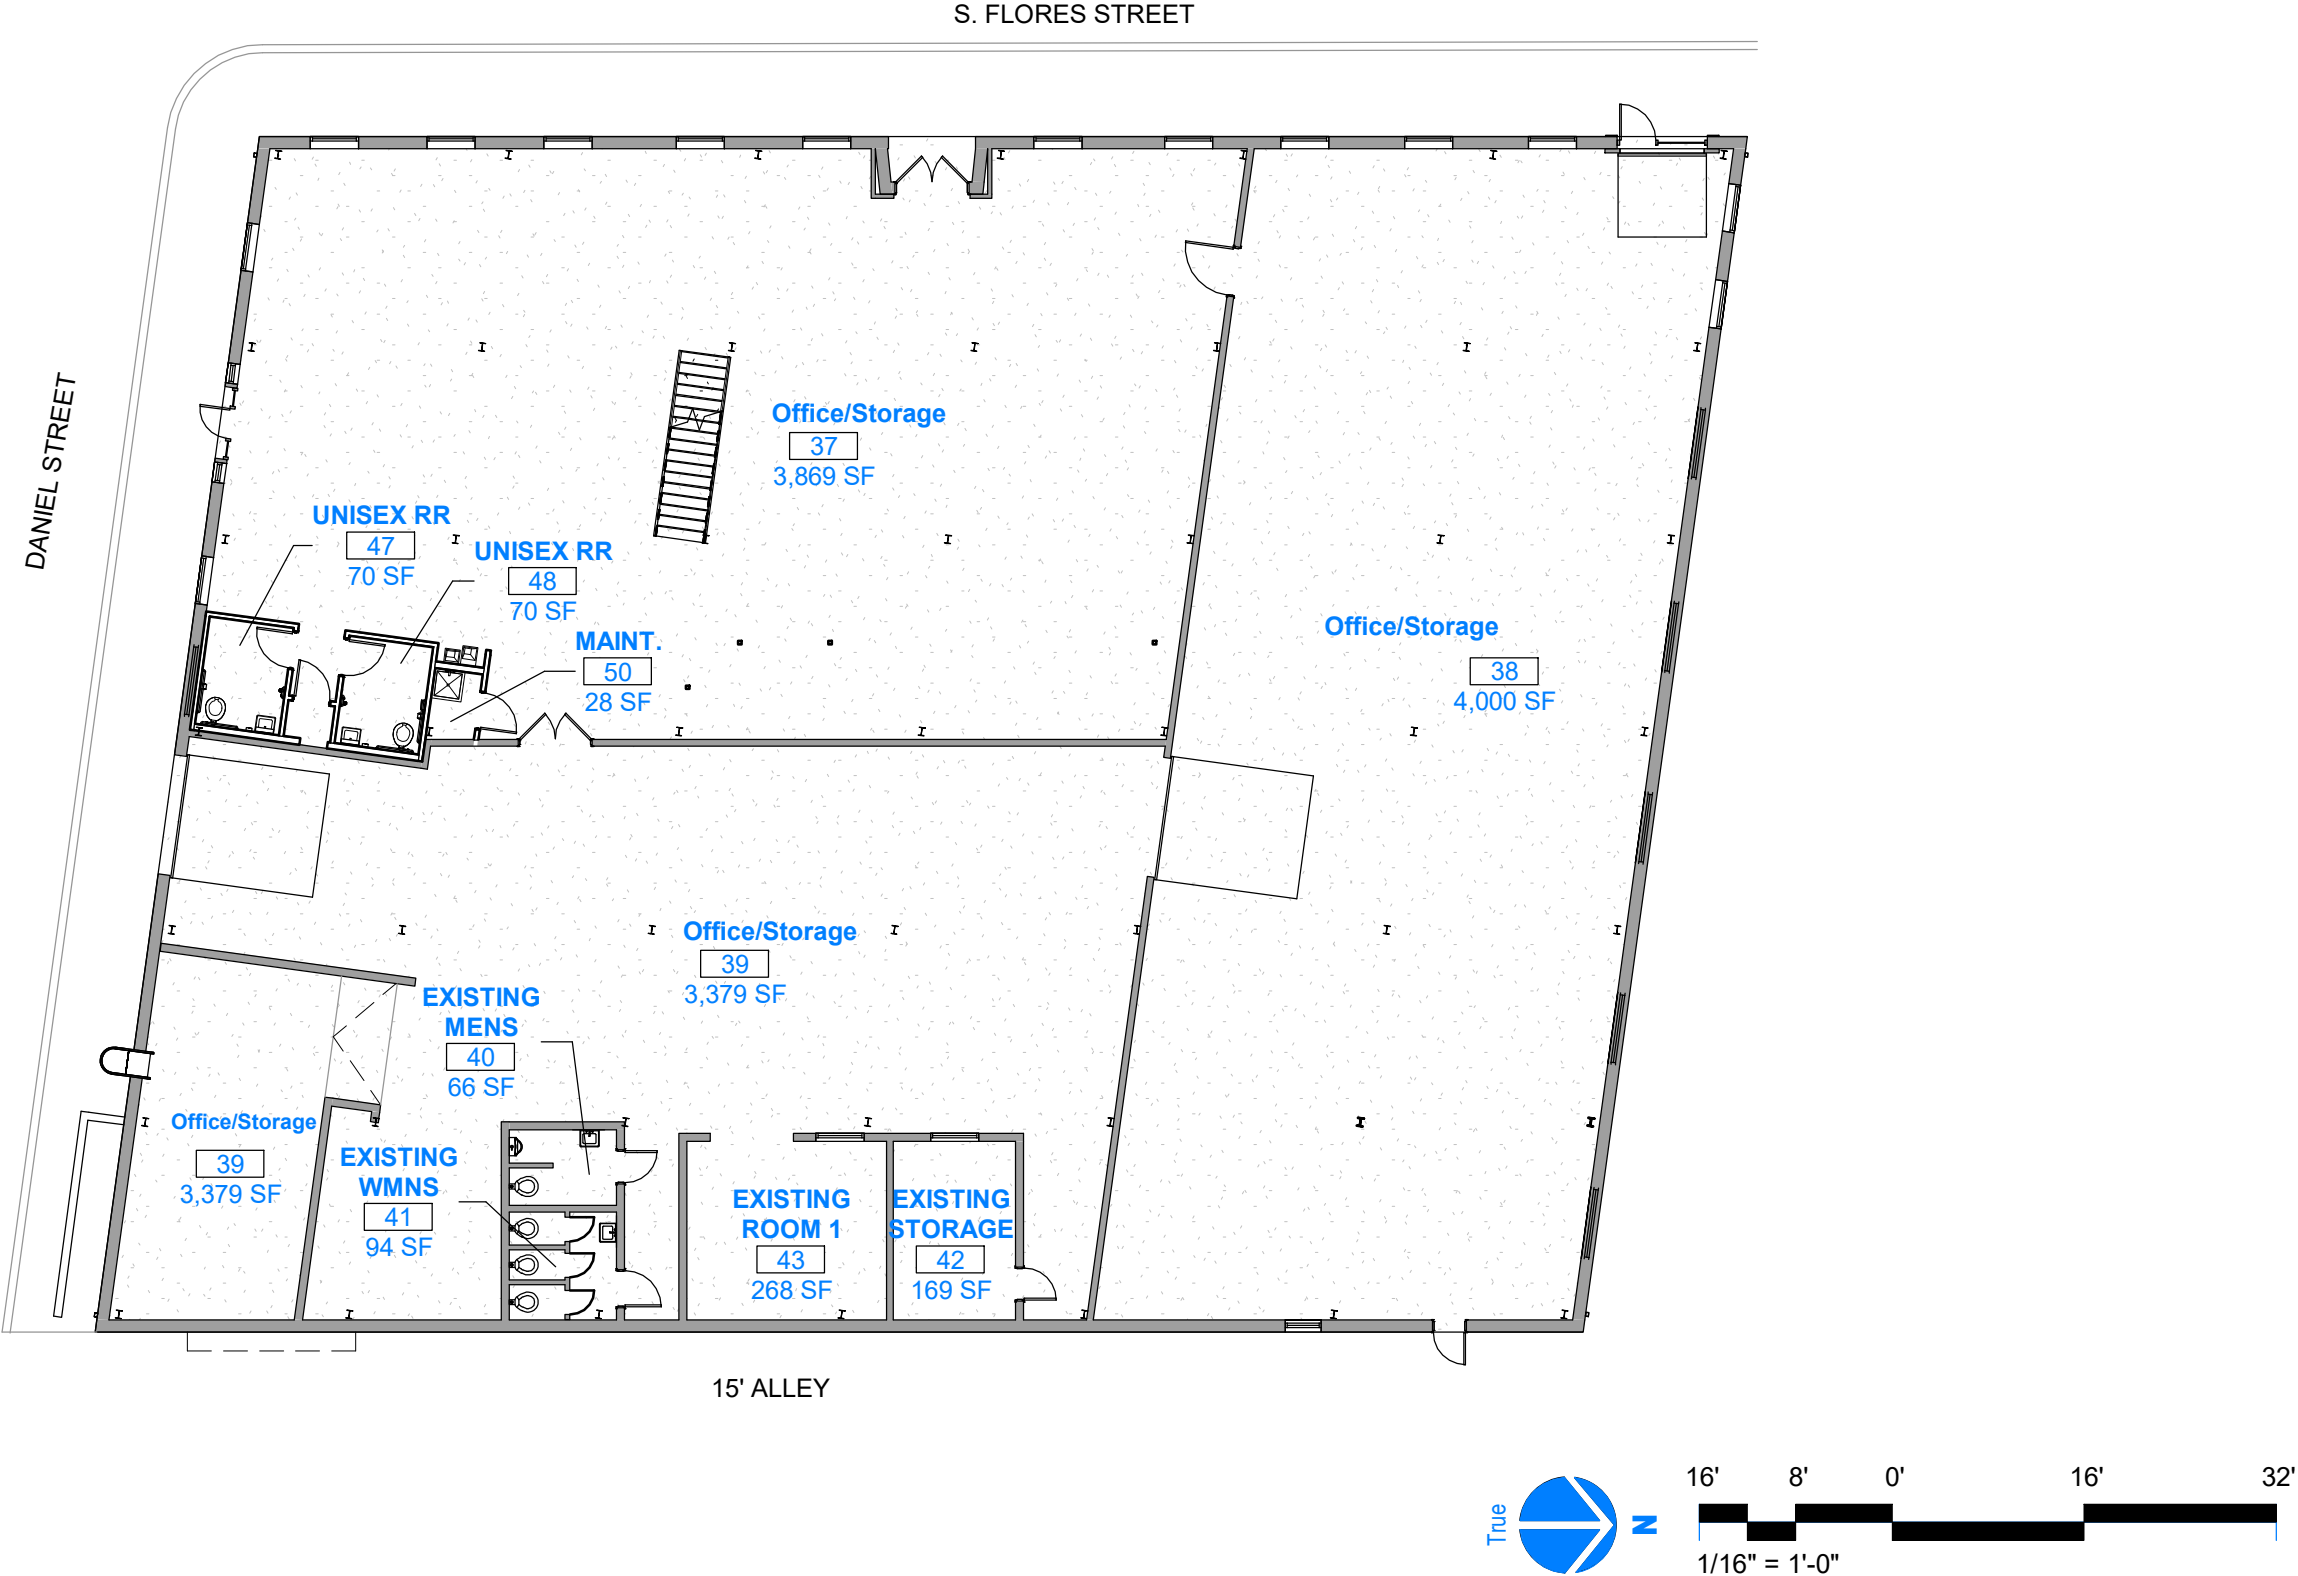 S. FLORES STREET
DANIEL STREET
Office/Storage
37
3,869 SF
UNISEX RR
47
70 SF
UNISEX RR
48
70 SF
MAINT.
50
28 SF
Office/Storage
38
4,000 SF
Office/Storage
39
3,379 SF
EXISTING
MENS
40
66 SF
Office/Storage
39
3,379 SF
EXISTING
WMNS
41
94 SF
EXISTING
ROOM 1
43
268 SF
EXISTING
STORAGE
42
169 SF
15' ALLEY
True
N
16' 8' 0' 16' 32'
1/16" = 1'-0"